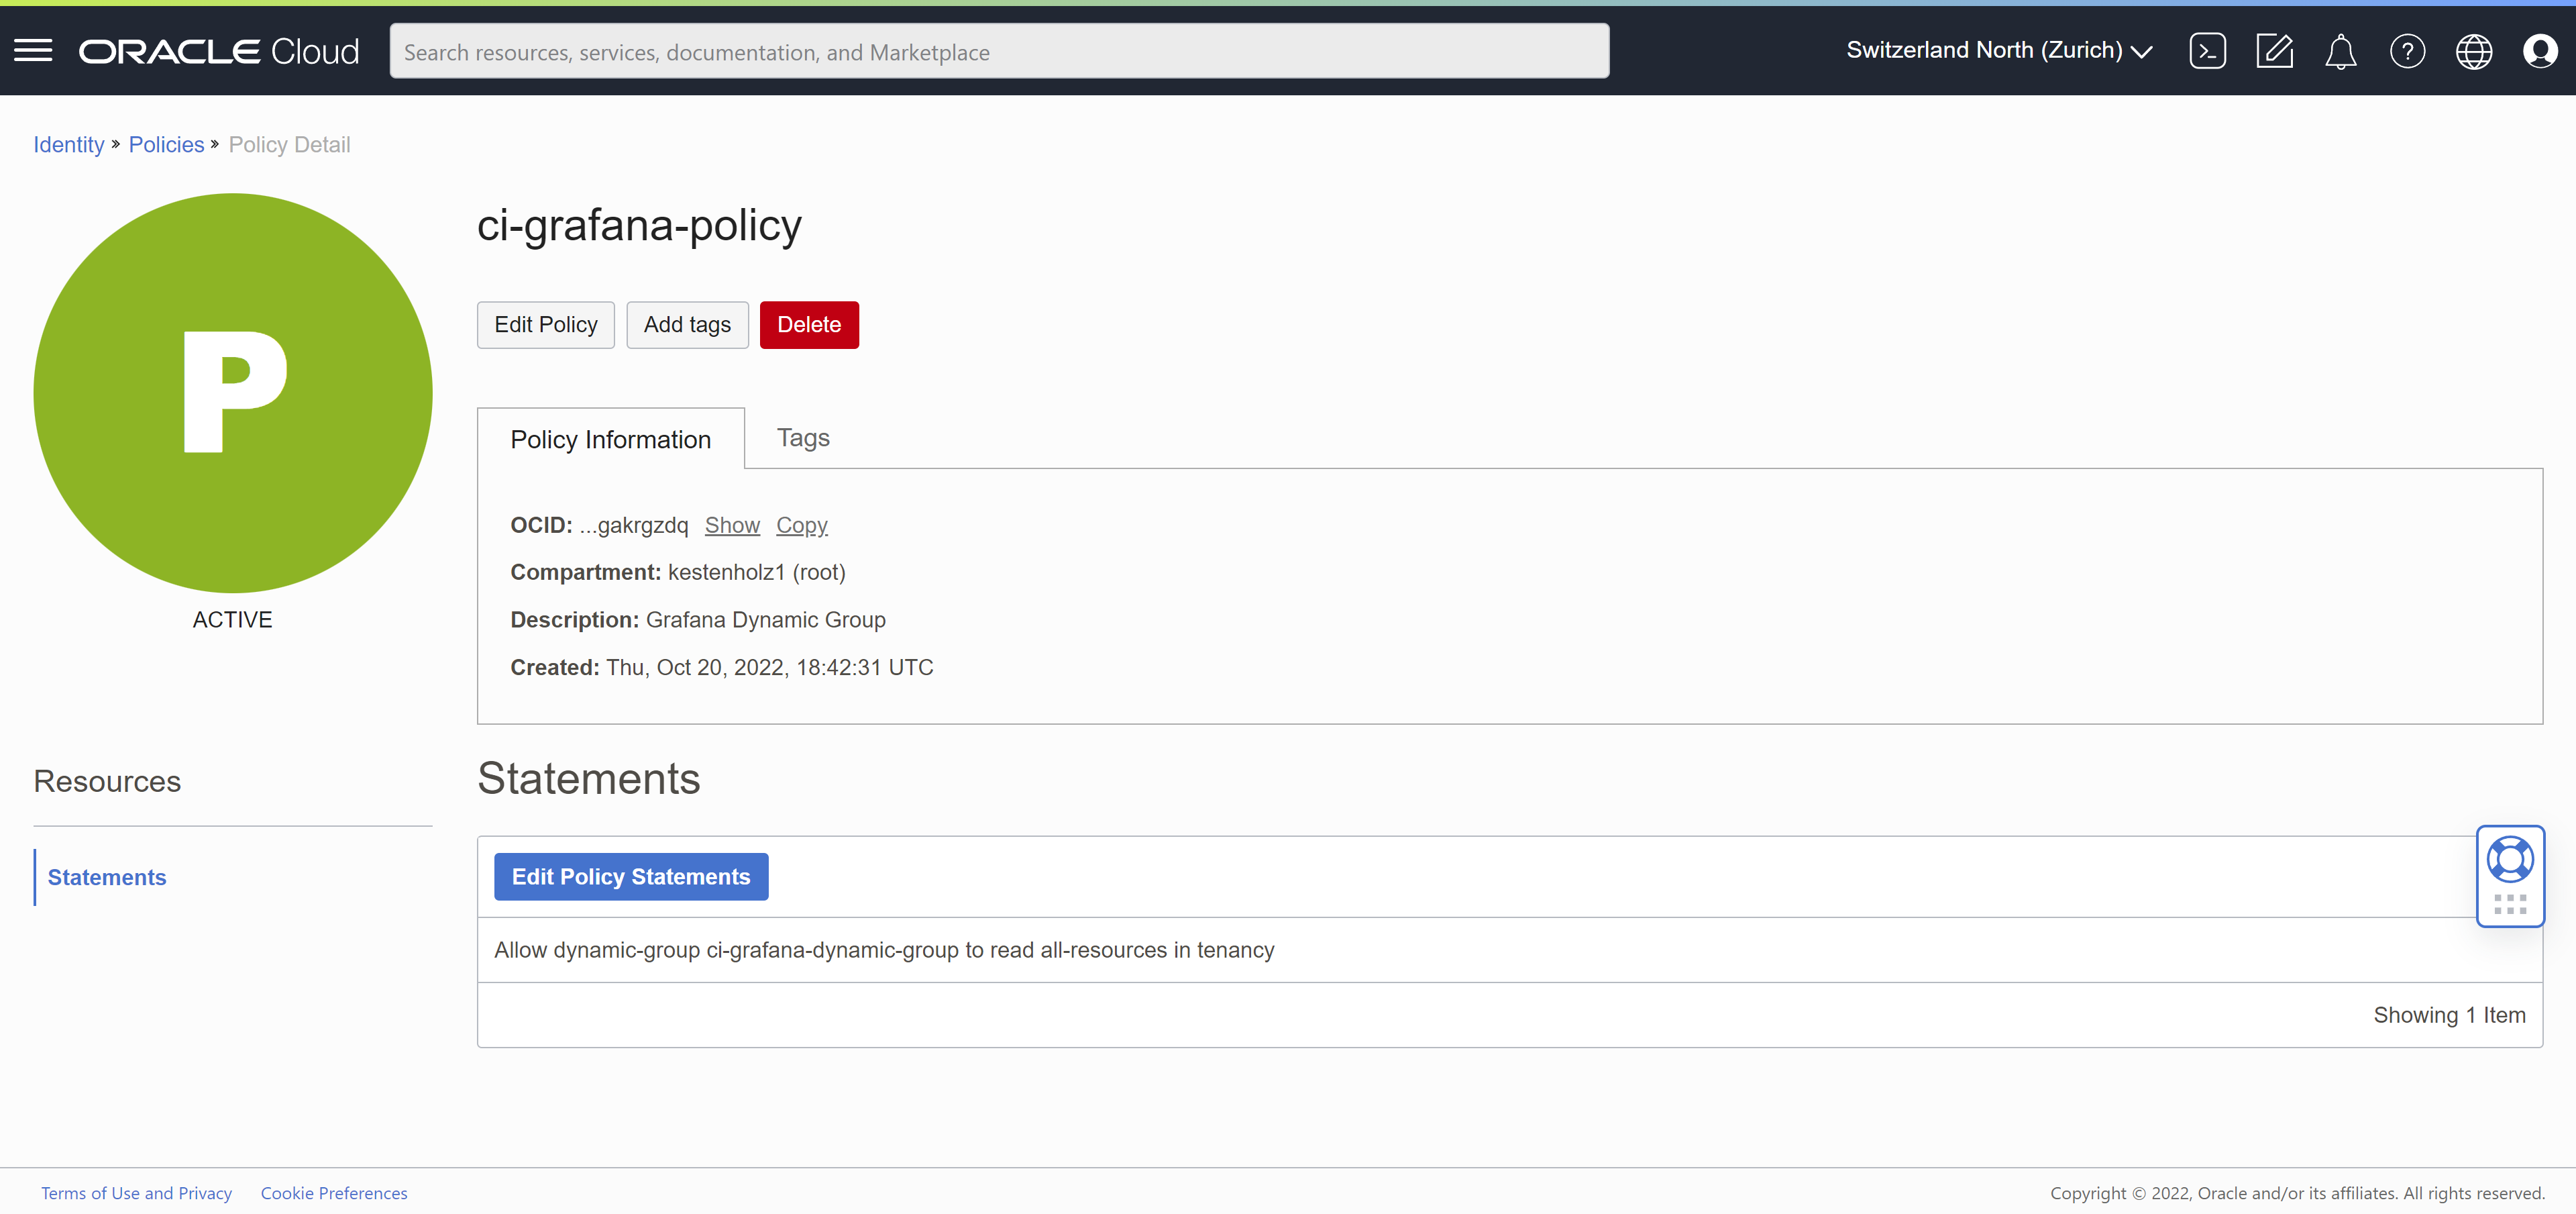 ORACLE Cloud
Search resources, services, documentation, and Marketplace
Switzerland North (Zurich)
Identity » Policies » Policy Detail
P
ACTIVE
ci-grafana-policy
Edit Policy Add tags Delete
Policy Information Tags
OCID: ...gakrgzdq Show Copy
Compartment: kestenholz1 (root)
Description: Grafana Dynamic Group
Created: Thu, Oct 20, 2022, 18:42:31 UTC
Resources
Statements
Statements
Edit Policy Statements
Allow dynamic-group ci-grafana-dynamic-group to read all-resources in tenancy
Showing 1 Item
Terms of Use and Privacy Cookie Preferences
Copyright © 2022, Oracle and/or its affiliates. All rights reserved.